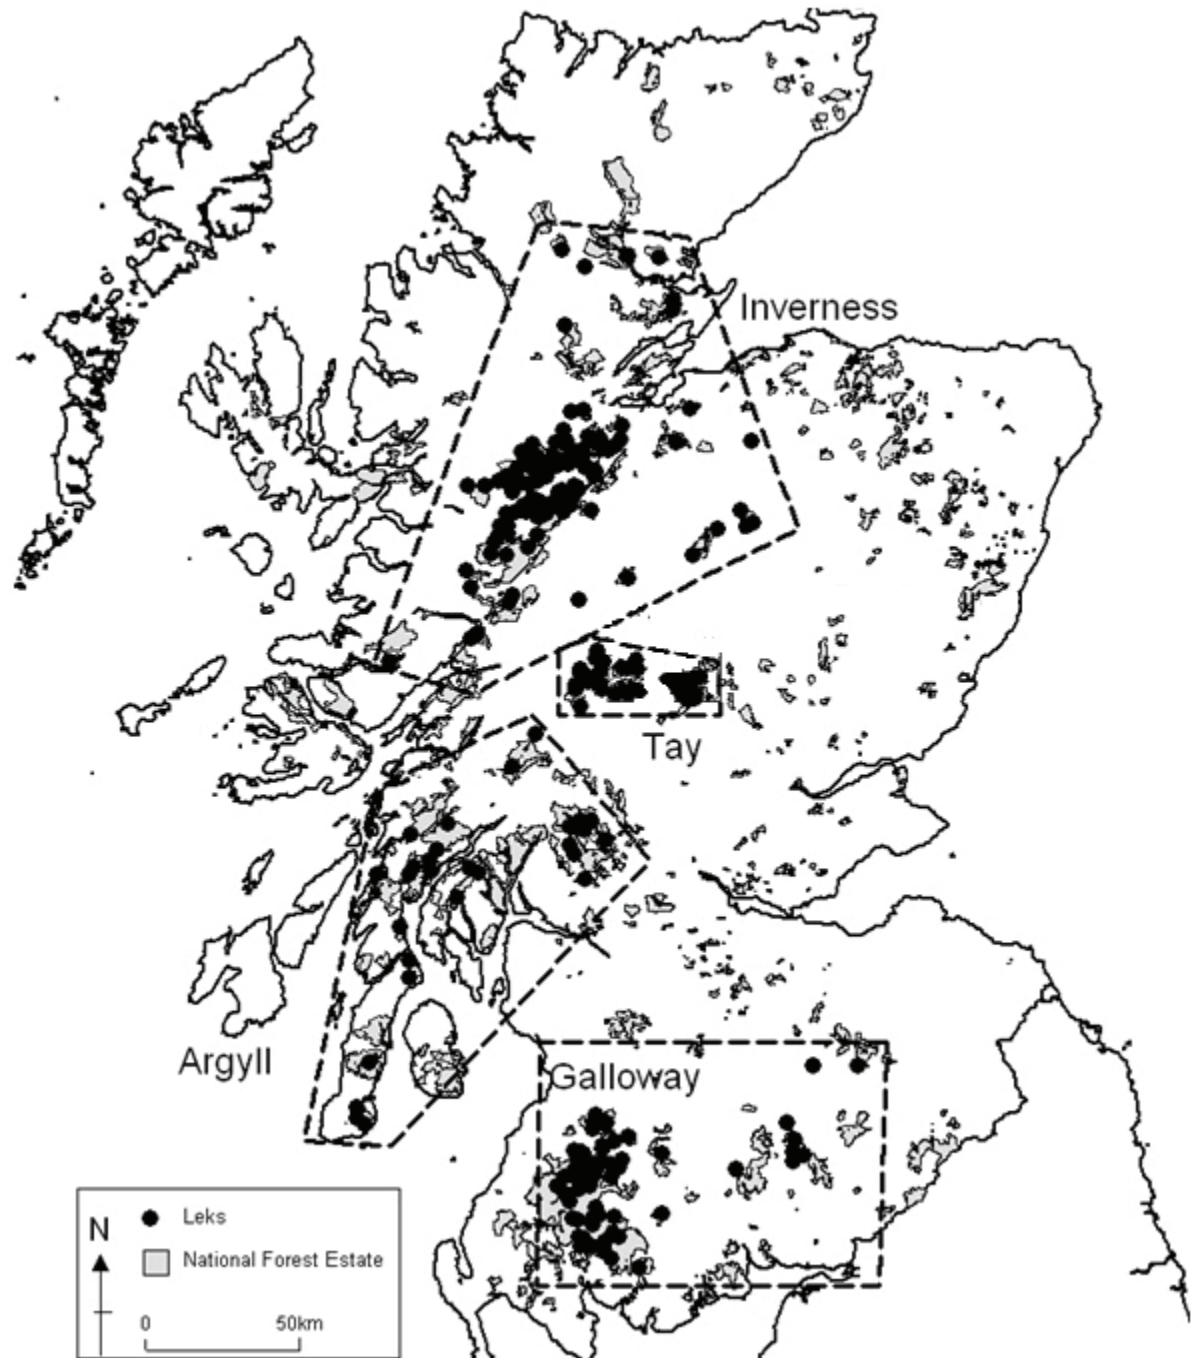 Inverness
Tay
Argyll
Galloway
N
Leks
National Forest Estate
0 50km